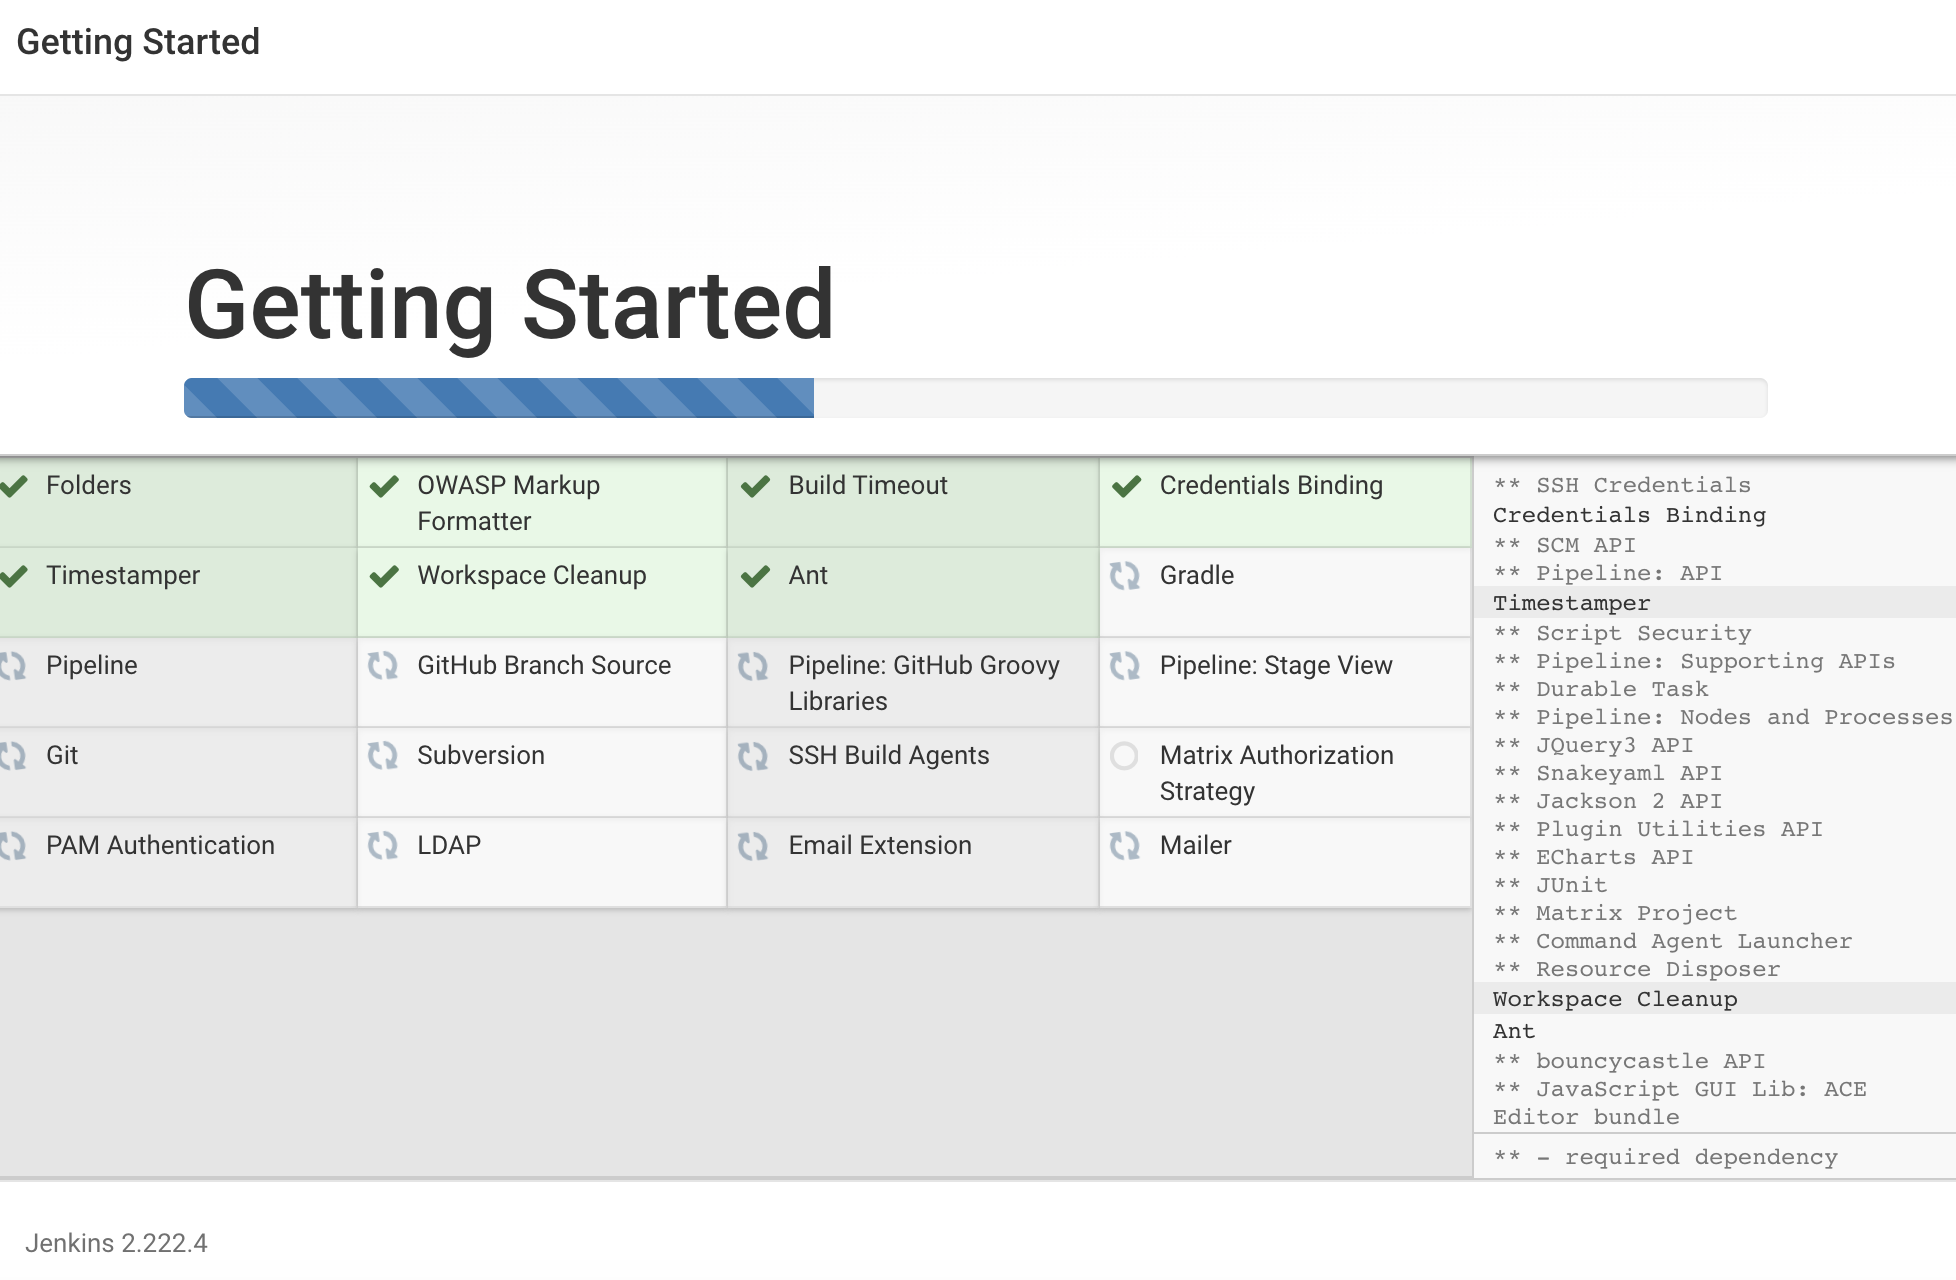 Getting Started
Getting Started
Folders
OWASP Markup
Formatter
Build Timeout
Credentials Binding
Timestamper
Workspace Cleanup
Ant
Gradle
Pipeline
GitHub Branch Source
Pipeline: GitHub Groovy
Libraries
Pipeline: Stage View
Git
Subversion
SSH Build Agents
Matrix Authorization
Strategy
PAM Authentication
LDAP
Email Extension
Mailer
** SSH Credentials
Credentials Binding
** SCM API
** Pipeline: API
Timestamper
** Script Security
** Pipeline: Supporting APIs
** Durable Task
** Pipeline: Nodes and Processes
** JQuery3 API
** Snakeyaml API
** Jackson 2 API
** Plugin Utilities API
** ECharts API
** JUnit
** Matrix Project
** Command Agent Launcher
** Resource Disposer
Workspace Cleanup
Ant
** bouncycastle API
** JavaScript GUI Lib: ACE
Editor bundle
** - required dependency
Jenkins 2.222.4